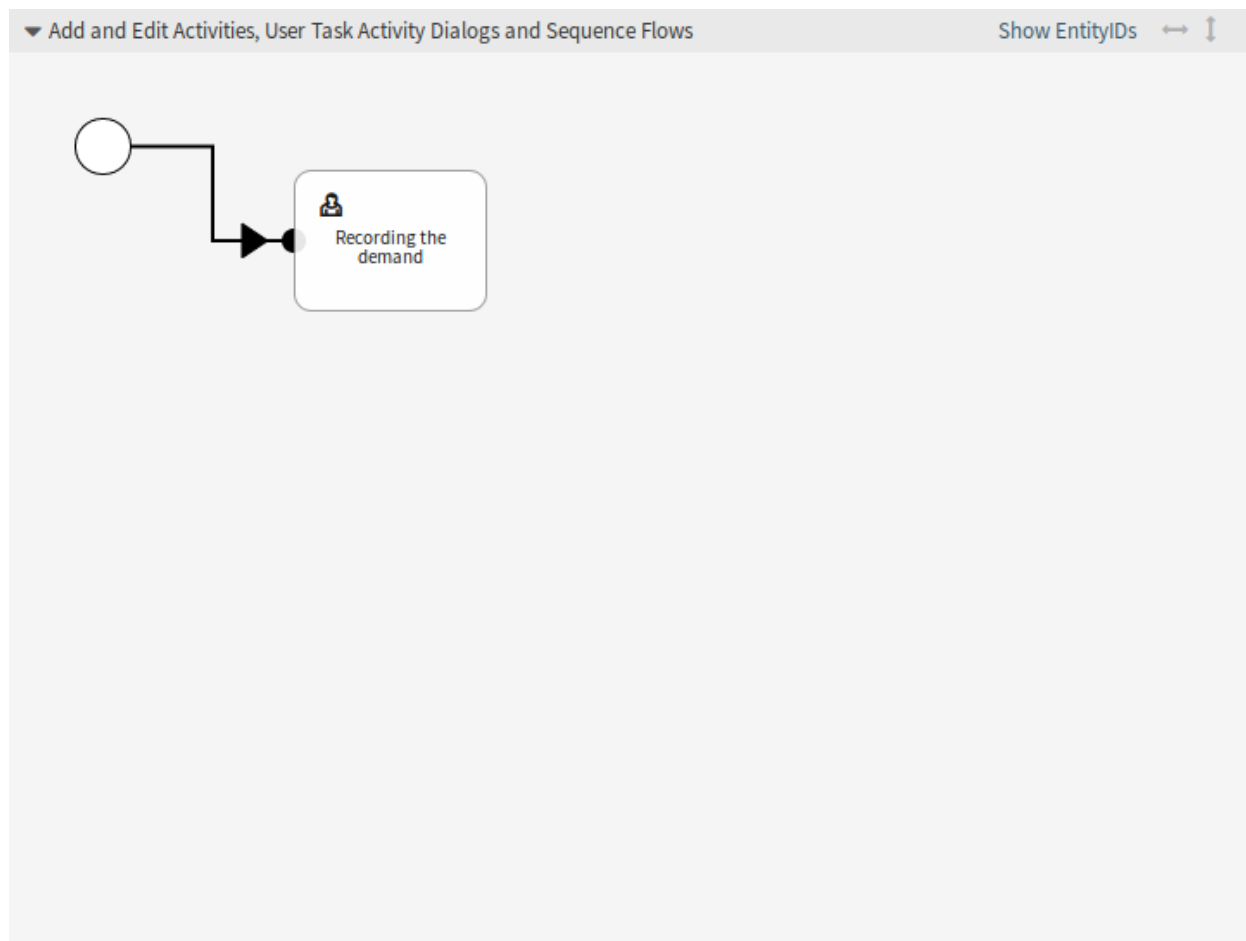 Add and Edit Activities, User Task Activity Dialogs and Sequence Flows
Show EntityIDs
Recording the
demand